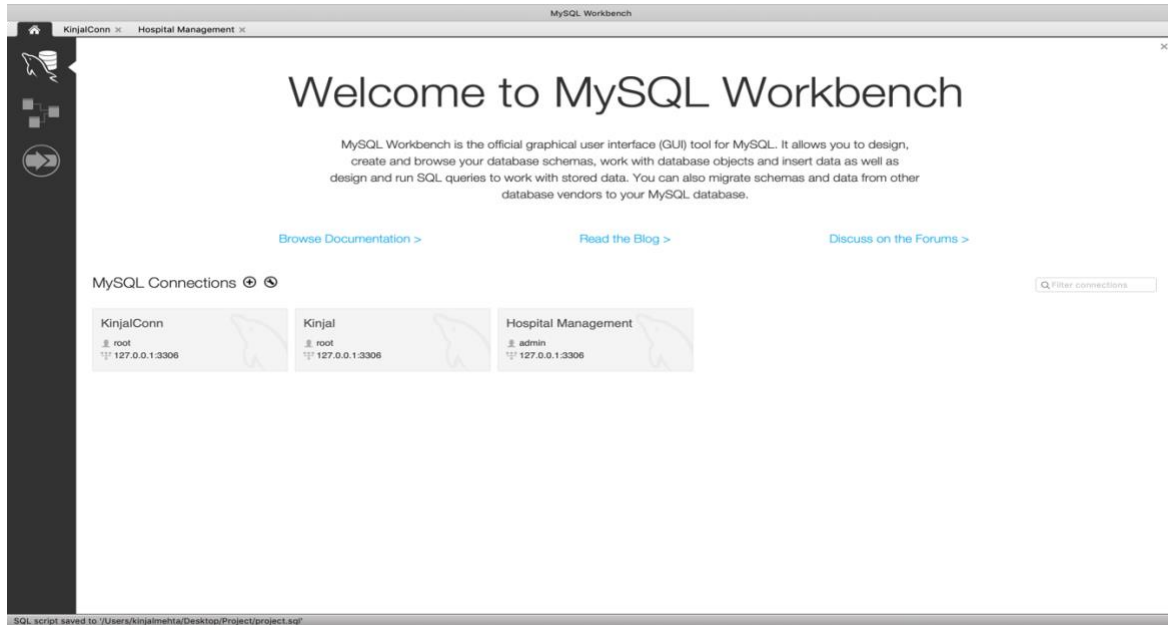 MySQL Workbench
KinjalConn × Hospital Management ×
Welcome to MySQL Workbench
MySQL Workbench is the official graphical user interface (GUI) tool for MySQL. It allows you to design,
create and browse your database schemas, work with database objects and insert data as well as
design and run SQL queries to work with stored data. You can also migrate schemas and data from other
database vendors to your MySQL database.
Browse Documentation > Read the Blog > Discuss on the Forums >
MySQL Connections
Filter connections
KinjalConn Kinjal Hospital Management
root root admin
127.0.0.1:3306 127.0.0.1:3306 127.0.0.1:3306
SQL script saved to '/Users/kinjalmehta/Desktop/Project/project.sql'